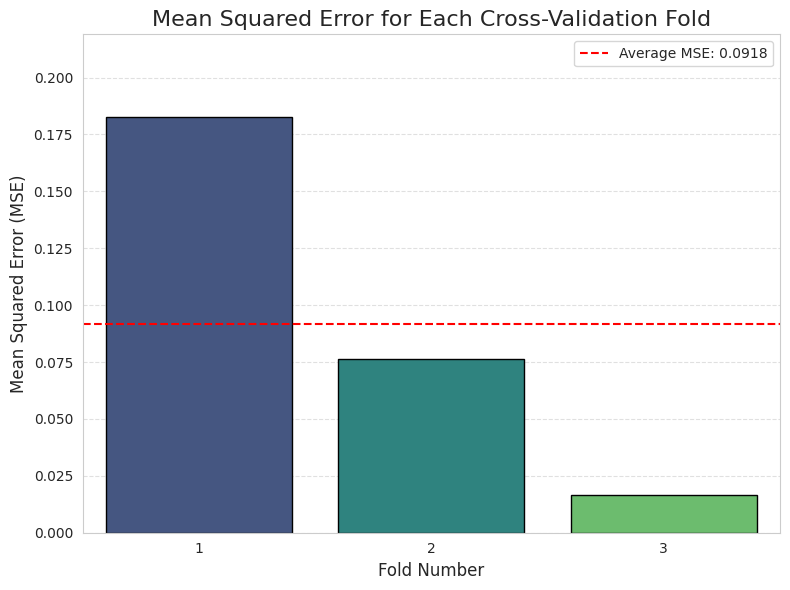 Mean Squared Error for Each Cross-Validation Fold
Average MSE: 0.0918
Mean Squared Error (MSE)
0.200
0.175
0.150
0.125
0.100
0.075
0.050
0.025
0.000
1 2 3
Fold Number